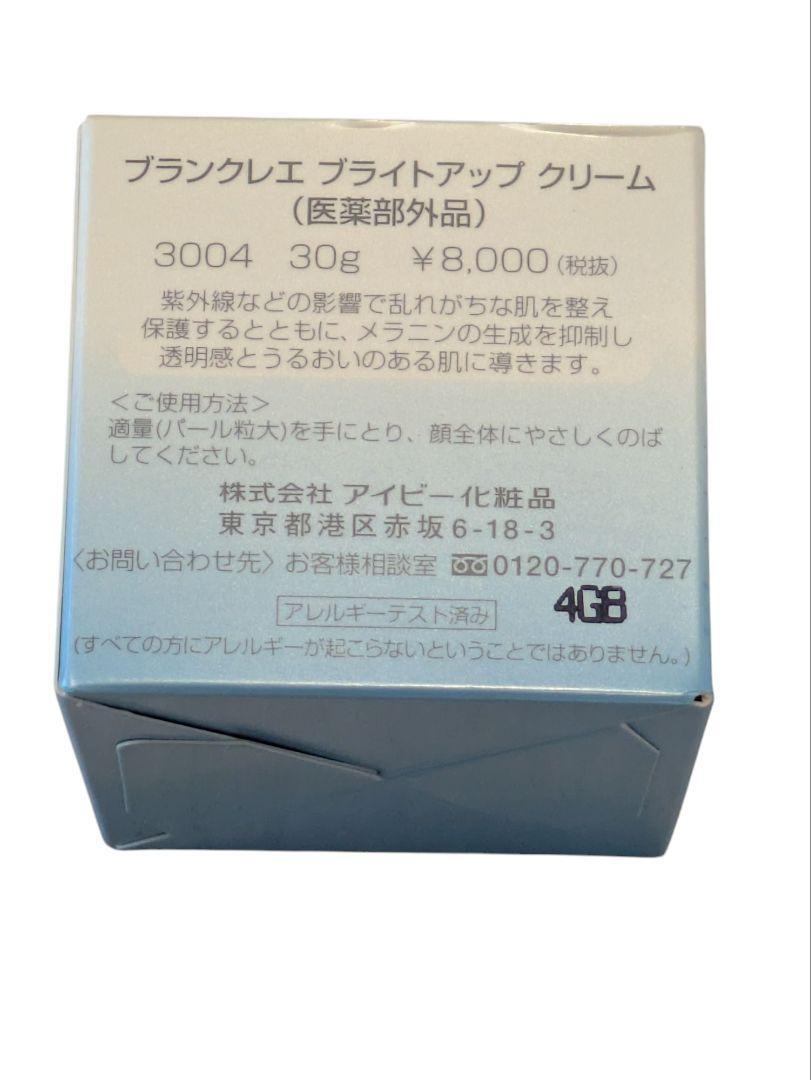 ブランクレエ ブライトアップ クリーム
（医薬部外品）
3004 30g ￥8,000（税抜）
紫外線などの影響で乱れがちな肌を整え
保護するとともに、メラニンの生成を抑制し
透明感とうるおいのある肌に導きます。
＜ご使用方法＞
適量(パール粒大)を手にとり、顔全体にやさしくのば
してください。
株式会社 アイビー化粧品
東京都港区赤坂6-18-3
〈お問い合わせ先〉お客様相談室 0120-770-727
アレルギーテスト済み 4G8
(すべての方にアレルギーが起こらないということではありません。)